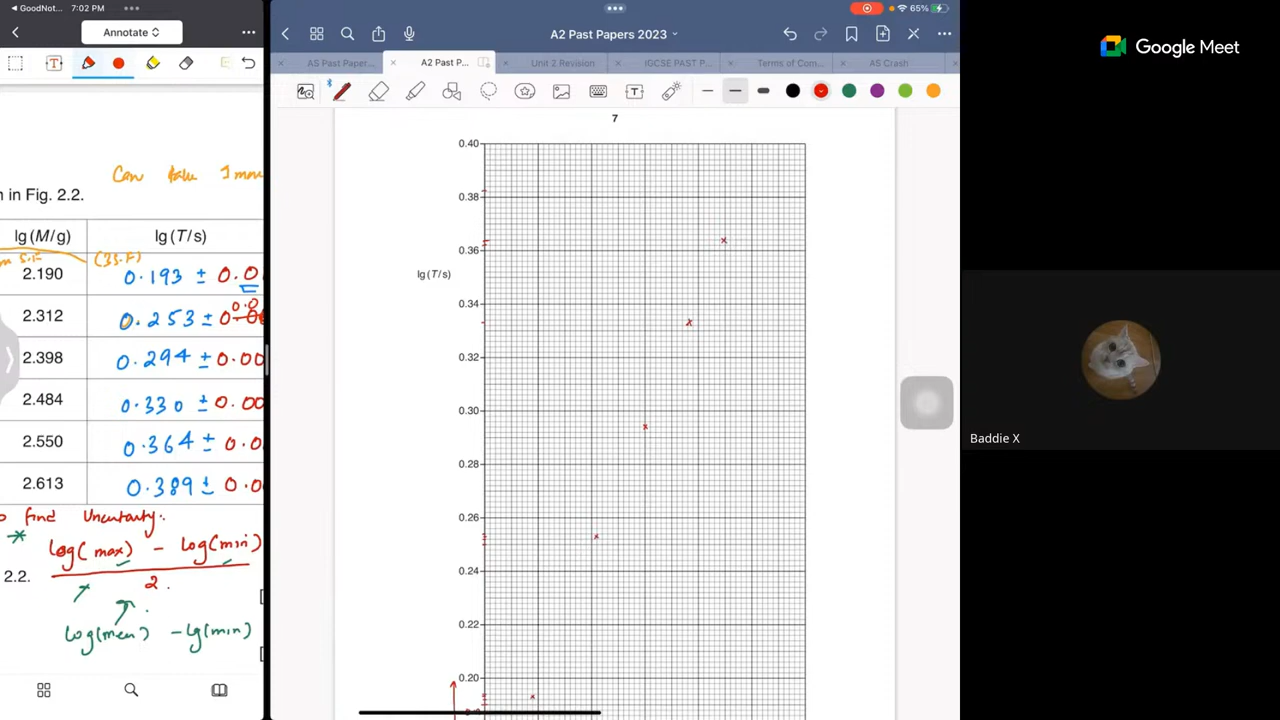 GoodNot... 7:02 PM
Annotate
Can take 1 more
n in Fig. 2.2.
lg (M/g) lg (T/s)
(3 S.F)
2.190 0.193 ± 0.0
2.312 0.253 ± 0.00 0.0
2.398 0.294 ± 0.00
2.484 0.330 ± 0.00
2.550 0.364 ± 0.0
2.613 0.389 ± 0.0
o find Uncertainty:
log(max) - log(min)
2.2. 2
log(mean) - lg(min)
65%
A2 Past Papers 2023
AS Past Paper... A2 Past P... Unit 2 Revision IGCSE PAST P... Terms of Com... AS Crash
7
0.40
0.38
0.36
lg (T/s)
0.34
0.32
0.30
0.28
0.26
0.24
0.22
0.20
Google Meet
Baddie X